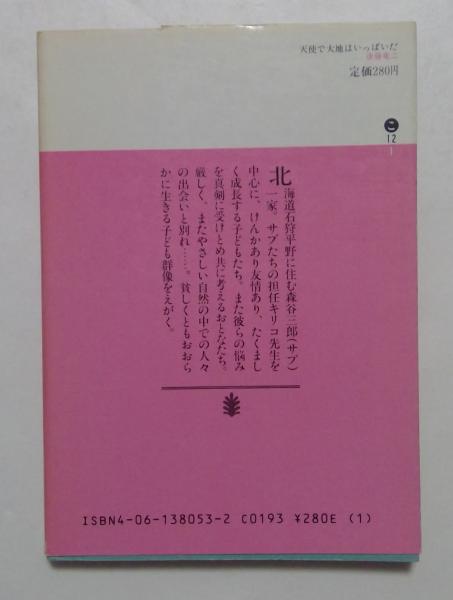 天使で大地はいっぱいだ
後藤竜二
定価280円
こ
12
1
北海道石狩平野に住む森谷三郎(サブ)
一家。サブたちの担任キリコ先生を
中心に、けんかあり友情あり、たくまし
く成長する子どもたち。また彼らの悩み
を真剣に受けとめ共に考えるおとなたち。
厳しく、またやさしい自然の中での人々
の出会いと別れ……。貧しくともおおら
かに生きる子ども群像をえがく。
ISBN4-06-138053-2 C0193 ¥280E (1)